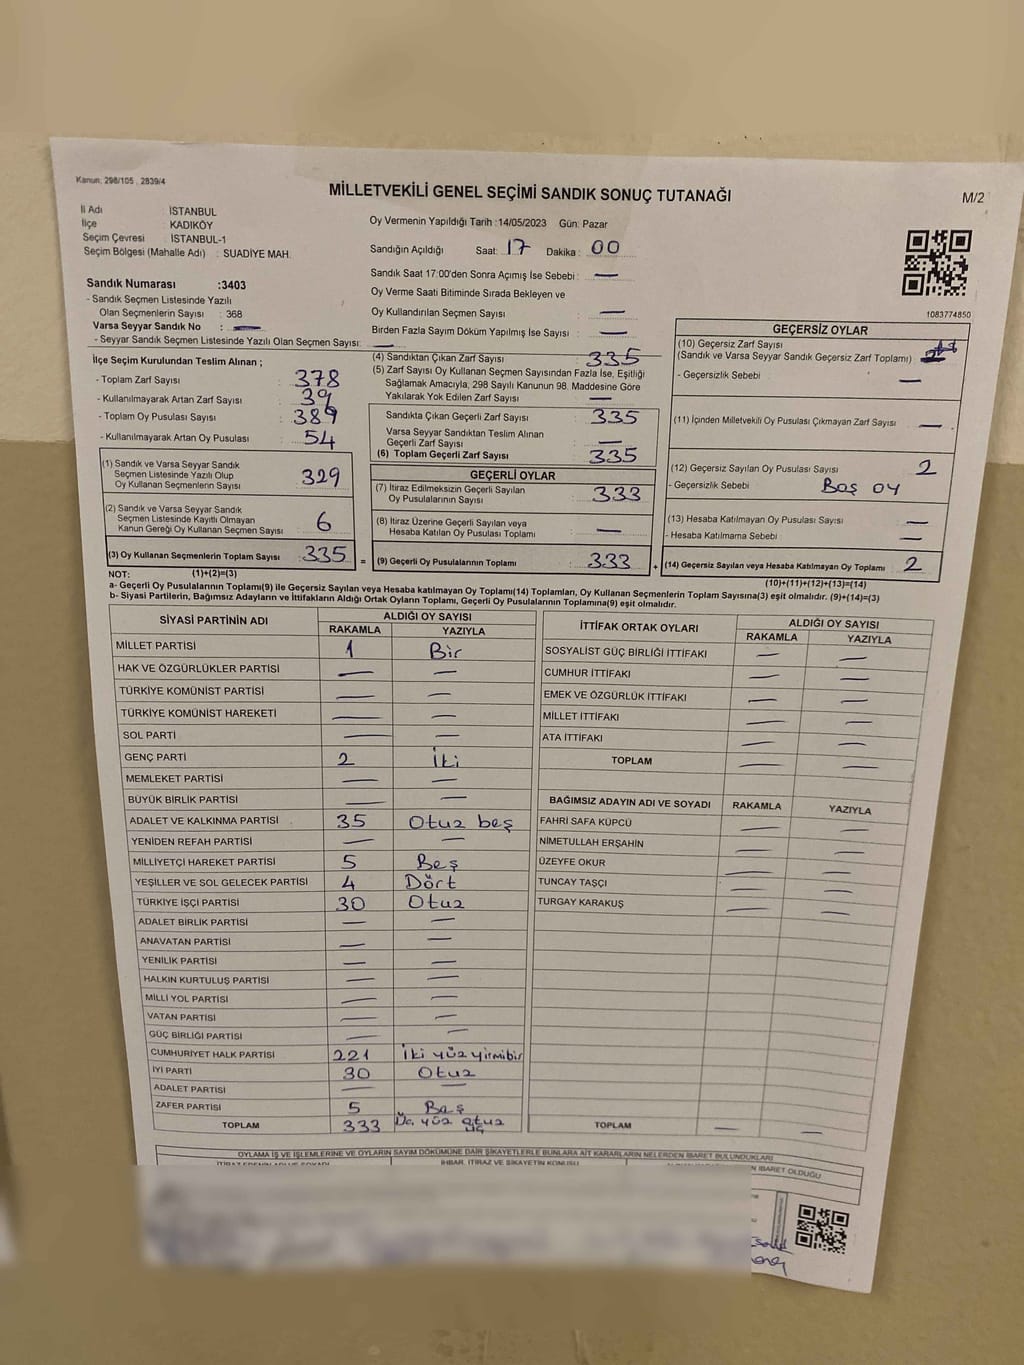 Kanun: 298/105 , 2839/4
MİLLETVEKİLİ GENEL SEÇİMİ SANDIK SONUÇ TUTANAĞI
M/2
İl Adı İSTANBUL
İlçe KADIKÖY
Seçim Çevresi : İSTANBUL-1
Seçim Bölgesi (Mahalle Adı) : SUADİYE MAH.
Sandık Numarası :3403
- Sandık Seçmen Listesinde Yazılı
Olan Seçmenlerin Sayısı : 368
Varsa Seyyar Sandık No : —
- Seyyar Sandık Seçmen Listesinde Yazılı Olan Seçmen Sayısı: —
Oy Vermenin Yapıldığı Tarih :14/05/2023 Gün: Pazar
Sandığın Açıldığı Saat: 17 Dakika : 00
Sandık Saat 17:00'den Sonra Açımış İse Sebebi : —
Oy Verme Saati Bitiminde Sırada Bekleyen ve
Oy Kullandırılan Seçmen Sayısı : —
Birden Fazla Sayım Döküm Yapılmış İse Sayısı : —
1083774850
İlçe Seçim Kurulundan Teslim Alınan ;
- Toplam Zarf Sayısı : 378
- Kullanılmayarak Artan Zarf Sayısı : 39
- Toplam Oy Pusulası Sayısı : 389
- Kullanılmayarak Artan Oy Pusulası : 54
(1) Sandık ve Varsa Seyyar Sandık
Seçmen Listesinde Yazılı Olup
Oy Kullanan Seçmenlerin Sayısı : 329
(2) Sandık ve Varsa Seyyar Sandık
Seçmen Listesinde Kayıtlı Olmayan
Kanun Gereği Oy Kullanan Seçmen Sayısı : 6
(3) Oy Kullanan Seçmenlerin Toplam Sayısı : 335
(4) Sandıktan Çıkan Zarf Sayısı : 335
(5) Zarf Sayısı Oy Kullanan Seçmen Sayısından Fazla İse, Eşitliği
Sağlamak Amacıyla; 298 Sayılı Kanunun 98. Maddesine Göre
Yakılarak Yok Edilen Zarf Sayısı : —
Sandıkta Çıkan Geçerli Zarf Sayısı : 335
Varsa Seyyar Sandıktan Teslim Alınan
Geçerli Zarf Sayısı : —
(6) Toplam Geçerli Zarf Sayısı : 335
GEÇERLİ OYLAR
(7) İtiraz Edilmeksizin Geçerli Sayılan
Oy Pusulalarının Sayısı : 333
(8) İtiraz Üzerine Geçerli Sayılan veya
Hesaba Katılan Oy Pusulası Toplamı : —
= (9) Geçerli Oy Pusulalarının Toplamı : 333
GEÇERSİZ OYLAR
(10) Geçersiz Zarf Sayısı
(Sandık ve Varsa Seyyar Sandık Geçersiz Zarf Toplamı) :
- Geçersizlik Sebebi : —
(11) İçinden Milletvekili Oy Pusulası Çıkmayan Zarf Sayısı : —
(12) Geçersiz Sayılan Oy Pusulası Sayısı : 2
- Geçersizlik Sebebi : Boş oy
(13) Hesaba Katılmayan Oy Pusulası Sayısı : —
- Hesaba Katılmama Sebebi : —
+ (14) Geçersiz Sayılan veya Hesaba Katılmayan Oy Toplamı : 2
NOT: (1)+(2)=(3) (10)+(11)+(12)+(13)=(14)
a- Geçerli Oy Pusulalarının Toplamı(9) ile Geçersiz Sayılan veya Hesaba katılmayan Oy Toplamı(14) Toplamları, Oy Kullanan Seçmenlerin Toplam Sayısına(3) eşit olmalıdır. (9)+(14)=(3)
b- Siyasi Partilerin, Bağımsız Adayların ve İttifakların Aldığı Ortak Oyların Toplamı, Geçerli Oy Pusulalarının Toplamına(9) eşit olmalıdır.
SİYASİ PARTİNİN ADI ALDIĞI OY SAYISI
RAKAMLA YAZIYLA
MİLLET PARTİSİ 1 Bir
HAK VE ÖZGÜRLÜKLER PARTİSİ — —
TÜRKİYE KOMÜNİST PARTİSİ — —
TÜRKİYE KOMÜNİST HAREKETİ — —
SOL PARTİ — —
GENÇ PARTİ 2 İki
MEMLEKET PARTİSİ — —
BÜYÜK BİRLİK PARTİSİ — —
ADALET VE KALKINMA PARTİSİ 35 Otuz beş
YENİDEN REFAH PARTİSİ — —
MİLLİYETÇİ HAREKET PARTİSİ 5 Beş
YEŞİLLER VE SOL GELECEK PARTİSİ 4 Dört
TÜRKİYE İŞÇİ PARTİSİ 30 Otuz
ADALET BİRLİK PARTİSİ — —
ANAVATAN PARTİSİ — —
YENİLİK PARTİSİ — —
HALKIN KURTULUŞ PARTİSİ — —
MİLLİ YOL PARTİSİ — —
VATAN PARTİSİ — —
GÜÇ BİRLİĞİ PARTİSİ — —
CUMHURİYET HALK PARTİSİ 221 İki yüz yirmibir
İYİ PARTİ 30 Otuz
ADALET PARTİSİ — —
ZAFER PARTİSİ 5 Beş
TOPLAM 333 Üç yüz otuz üç
İTTİFAK ORTAK OYLARI ALDIĞI OY SAYISI
RAKAMLA YAZIYLA
SOSYALİST GÜÇ BİRLİĞİ İTTİFAKI — —
CUMHUR İTTİFAKI — —
EMEK VE ÖZGÜRLÜK İTTİFAKI — —
MİLLET İTTİFAKI — —
ATA İTTİFAKI — —
TOPLAM — —
BAĞIMSIZ ADAYIN ADI VE SOYADI RAKAMLA YAZIYLA
FAHRİ SAFA KÜPCÜ — —
NİMETULLAH ERŞAHİN — —
ÜZEYFE OKUR — —
TUNCAY TAŞÇI — —
TURGAY KARAKUŞ — —
TOPLAM — —
OYLAMA İŞ VE İŞLEMLERİNE VE OYLARIN SAYIM DÖKÜMÜNE DAİR ŞİKAYETLERLE BUNLARA AİT KARARLARIN NELERDEN İBARET BULUNDUKLARI
İHBAR, İTİRAZ VE ŞİKAYETİN KONUSU
İBARET OLDUĞU